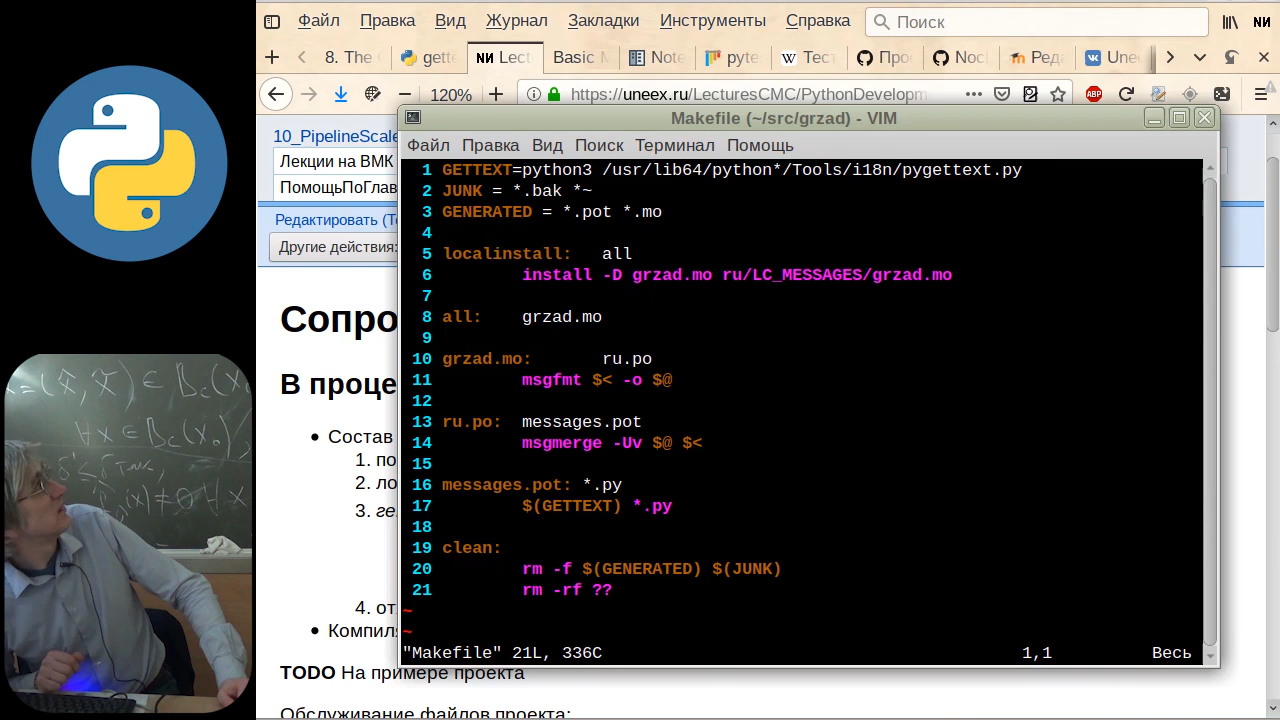 Файл Правка Вид Журнал Закладки Инструменты Справка Поиск
8. The gette Lect Basic M Note pyte Тест Прос Noch Реда Unee
120% https://uneex.ru/LecturesCMC/PythonDevelopm
10_PipelineScale
Лекции на ВМК
ПомощьПоГлав
Редактировать (Те
Другие действия:
Makefile (~/src/grzad) - VIM
Файл Правка Вид Поиск Терминал Помощь
1 GETTEXT=python3 /usr/lib64/python*/Tools/i18n/pygettext.py
2 JUNK = *.bak *~
3 GENERATED = *.pot *.mo
4
5 localinstall: all
6 install -D grzad.mo ru/LC_MESSAGES/grzad.mo
7
8 all: grzad.mo
9
10 grzad.mo: ru.po
11 msgfmt $< -o $@
12
13 ru.po: messages.pot
14 msgmerge -Uv $@ $<
15
16 messages.pot: *.py
17 $(GETTEXT) *.py
18
19 clean:
20 rm -f $(GENERATED) $(JUNK)
21 rm -rf ??
~
~
"Makefile" 21L, 336C 1,1 Весь
Сопро
В проце
Состав
1. по
2. ло
3. ге
4. от
Компиля
TODO На примере проекта
Обслуживание файлов проекта: